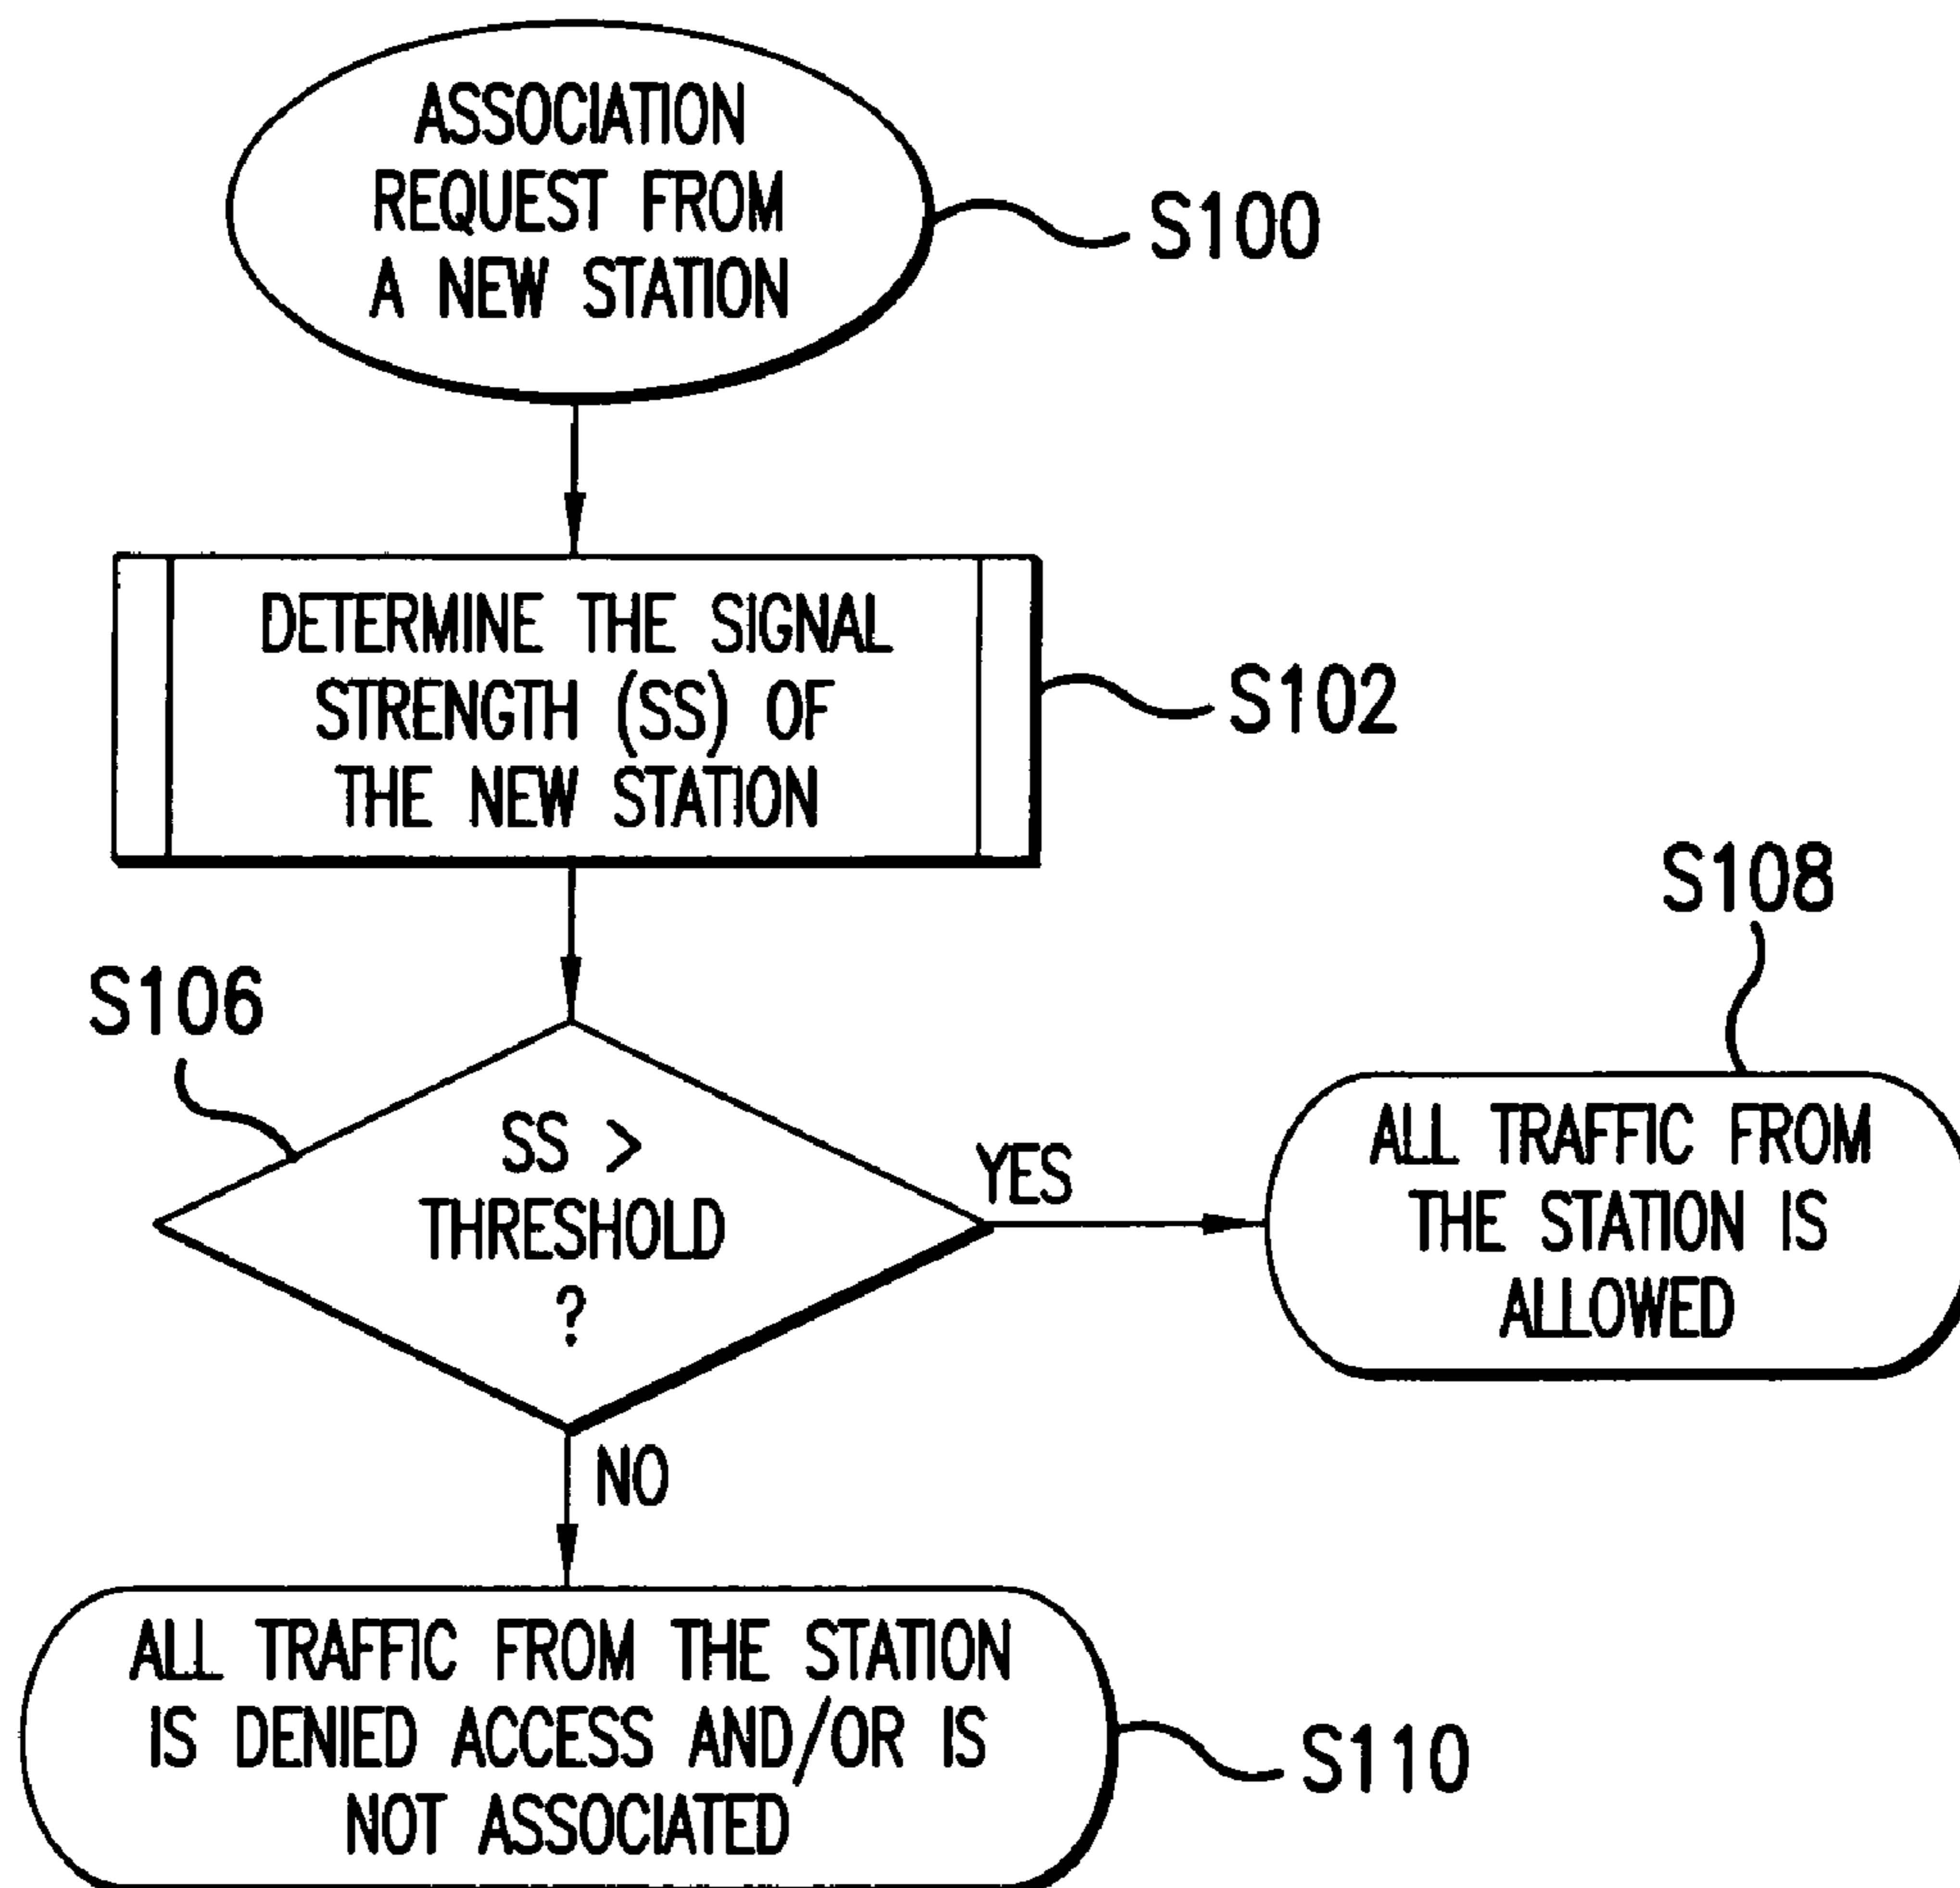 ASSOCIATION
REQUEST FROM
A NEW STATION
S100
DETERMINE THE SIGNAL
STRENGTH (SS) OF
THE NEW STATION
S102
S106
SS >
THRESHOLD
?
YES
S108
ALL TRAFFIC FROM
THE STATION IS
ALLOWED
NO
ALL TRAFFIC FROM THE STATION
IS DENIED ACCESS AND/OR IS
NOT ASSOCIATED
S110